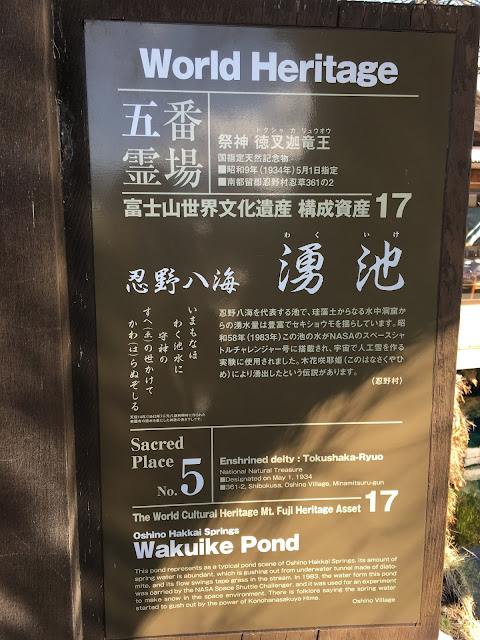 World Heritage
五番
霊場
トクシャ カ リュウオウ
祭神 徳叉迦竜王
国指定天然記念物
■昭和9年(1934年)5月1日指定
■南都留郡忍野村忍草361の2
富士山世界文化遺産 構成資産 17
わく いけ
忍野八海 湧池
いまもなほ
わく池水に
守神の
すへ(ゑ)の世かけて
かわ(は)らぬぞしる
忍野八海を代表する池で、珪藻土からなる水中洞窟か
らの湧水量は豊富でセキショウモを揺らしています。昭
和58年(1983年)この池の水がNASAのスペースシャ
トルチャレンジャー号に搭載され、宇宙で人工雪を作る
実験に使用されました。木花咲耶姫(このはなさくやひ
め)により湧出したという伝説があります。
(忍野村)
Sacred
Place
No. 5
Enshrined deity : Tokushaka-Ryuo
National Natural Treasure
■Designated on May 1, 1934
■361-2, Shibokusa, Oshino Village, Minamitsuru-gun
The World Cultural Heritage Mt. Fuji Heritage Asset 17
Oshino Hakkai Springs
Wakuike Pond
This pond represents as a typical pond scene of Oshino Hakkai Springs, its amount of
spring water is abundant, which is gushing out from underwater tunnel made of diato-
mite, and its flow swings tape grass in the stream. In 1983, the water form this pond
was carried by the NASA Space Shuttle Challenger, and it was used for an experiment
to make snow in the space environment. There is folklore saying the spring water
started to gush out by the power of Konohanasakuya Hime.
Oshino Village